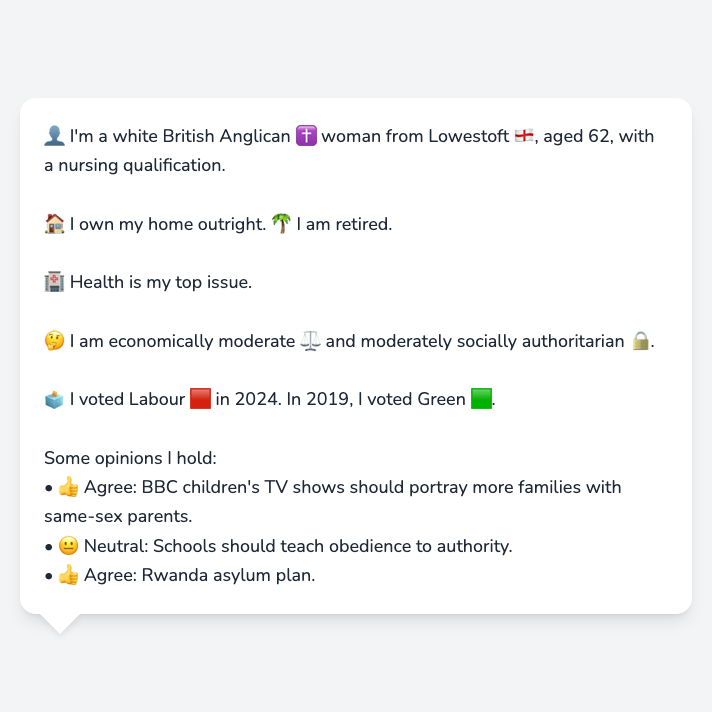 👤 I'm a white British Anglican ✝️ woman from Lowestoft 🏴󠁧󠁢󠁥󠁮󠁧󠁿, aged 62, with
a nursing qualification.
🏠 I own my home outright. 🌴 I am retired.
🏥 Health is my top issue.
🤔 I am economically moderate ⚖️ and moderately socially authoritarian 🔒.
🗳️ I voted Labour 🟥 in 2024. In 2019, I voted Green 🟩.
Some opinions I hold:
• 👍 Agree: BBC children's TV shows should portray more families with
same-sex parents.
• 😐 Neutral: Schools should teach obedience to authority.
• 👍 Agree: Rwanda asylum plan.